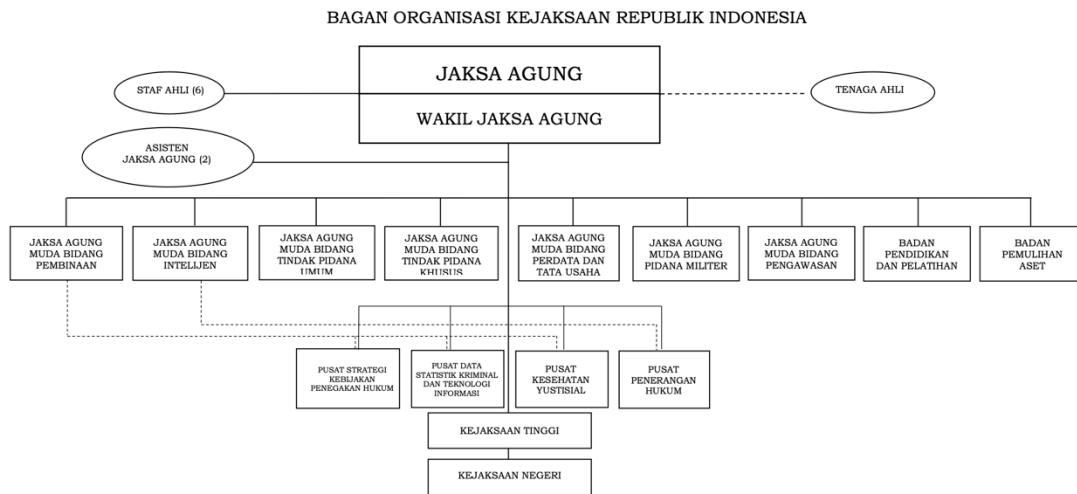 BAGAN ORGANISASI KEJAKSAAN REPUBLIK INDONESIA
JAKSA AGUNG
STAF AHLI (6)
TENAGA AHLI
WAKIL JAKSA AGUNG
ASISTEN
JAKSA AGUNG (2)
JAKSA AGUNG
MUDA BIDANG
PEMBINAAN
JAKSA AGUNG
MUDA BIDANG
INTELIJEN
JAKSA AGUNG
MUDA BIDANG
TINDAK PIDANA
UMUM
JAKSA AGUNG
MUDA BIDANG
TINDAK PIDANA
KHUSUS
JAKSA AGUNG
MUDA BIDANG
PERDATA DAN
TATA USAHA
JAKSA AGUNG
MUDA BIDANG
PIDANA MILITER
JAKSA AGUNG
MUDA BIDANG
PENGAWASAN
BADAN
PENDIDIKAN
DAN PELATIHAN
BADAN
PEMULIHAN
ASET
PUSAT STRATEGI
KEBIJAKAN
PENEGAKAN HUKUM
PUSAT DATA
STATISTIK KRIMINAL
DAN TEKNOLOGI
INFORMASI
PUSAT
KESEHATAN
YUSTISIAL
PUSAT
PENERANGAN
HUKUM
KEJAKSAAN TINGGI
KEJAKSAAN NEGERI